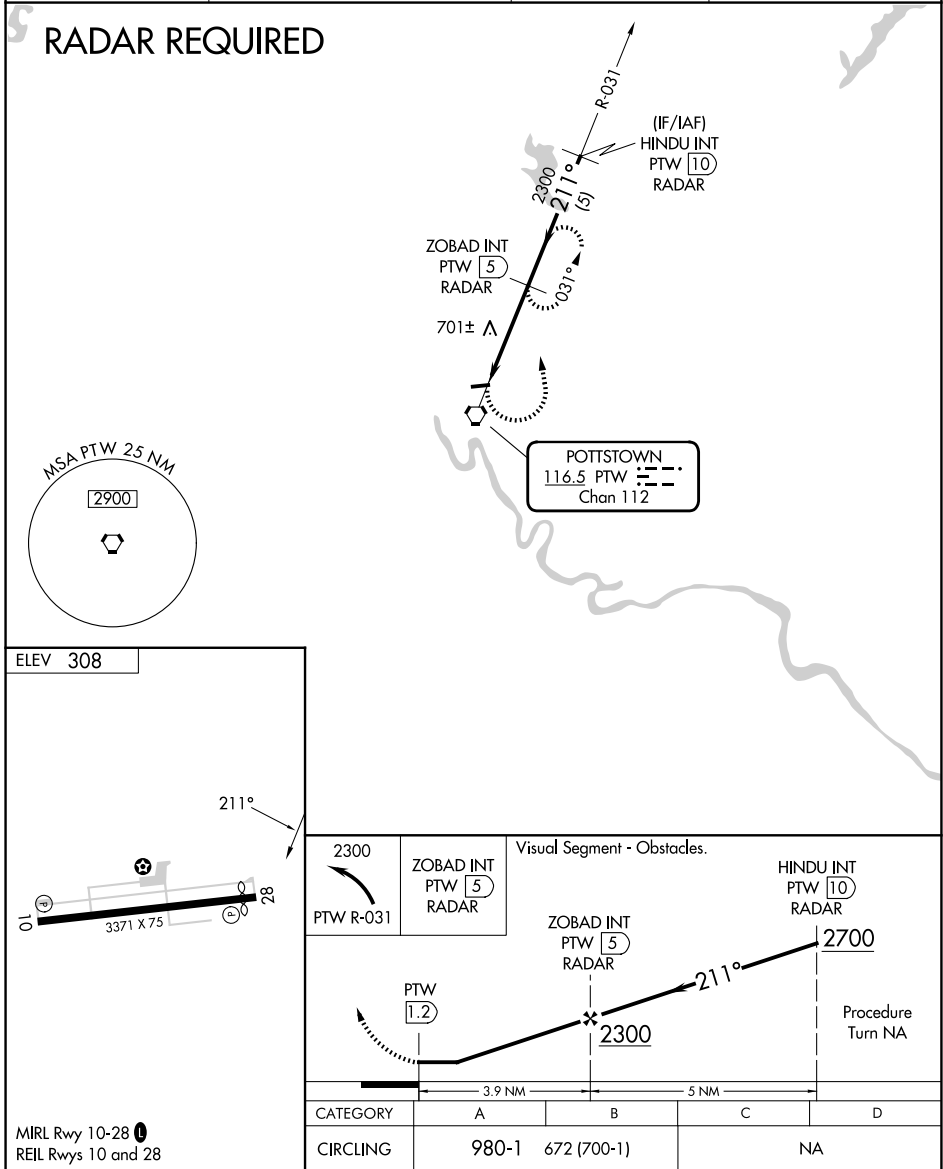 RADAR REQUIRED
R-031
(IF/IAF)
HINDU INT
PTW 10
RADAR
2300
211°
(5)
ZOBAD INT
PTW 5
RADAR
031°
701±
MSA PTW 25 NM
2900
POTTSTOWN
116.5 PTW
Chan 112
ELEV 308
211°
P
10
3371 X 75
P
28
MIRL Rwy 10-28 L
REIL Rwys 10 and 28
2300
PTW R-031
ZOBAD INT
PTW 5
RADAR
Visual Segment - Obstacles.
HINDU INT
PTW 10
RADAR
ZOBAD INT
PTW 5
RADAR
2700
211°
PTW
1.2
2300
Procedure
Turn NA
3.9 NM 5 NM
CATEGORY A B C D
CIRCLING 980-1 672 (700-1) NA